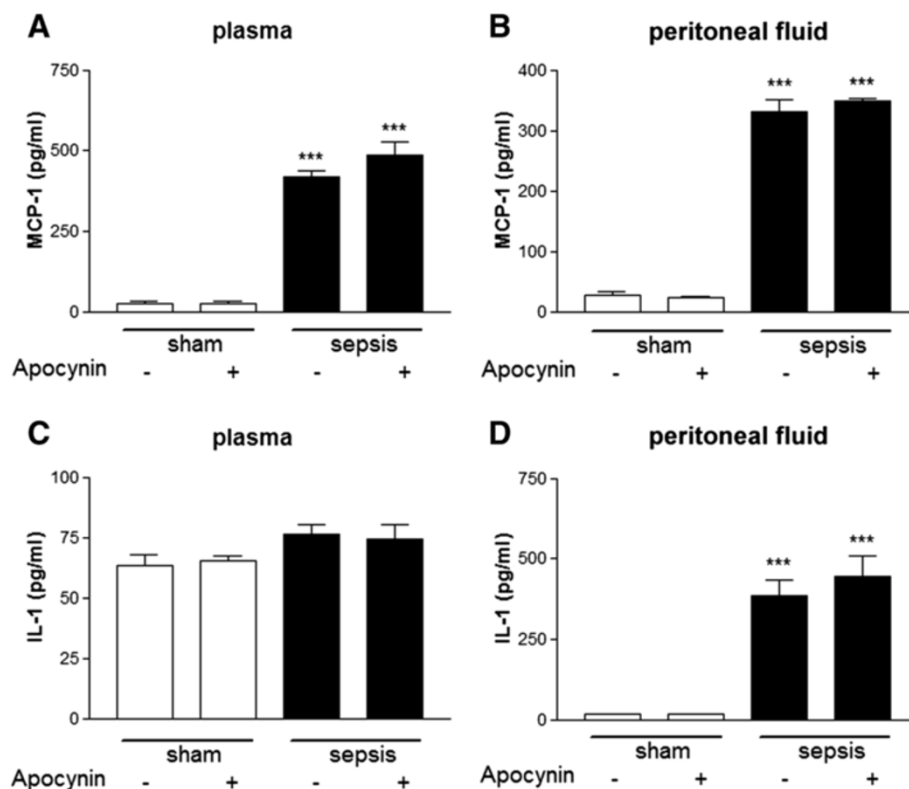 A
plasma
MCP-1 (pg/ml)
750
500
250
0
*** ***
sham sepsis
Apocynin - + - +
B
peritoneal fluid
MCP-1 (pg/ml)
400
300
200
100
0
*** ***
sham sepsis
Apocynin - + - +
C
plasma
IL-1 (pg/ml)
100
75
50
25
0
sham sepsis
Apocynin - + - +
D
peritoneal fluid
IL-1 (pg/ml)
750
500
250
0
*** ***
sham sepsis
Apocynin - + - +